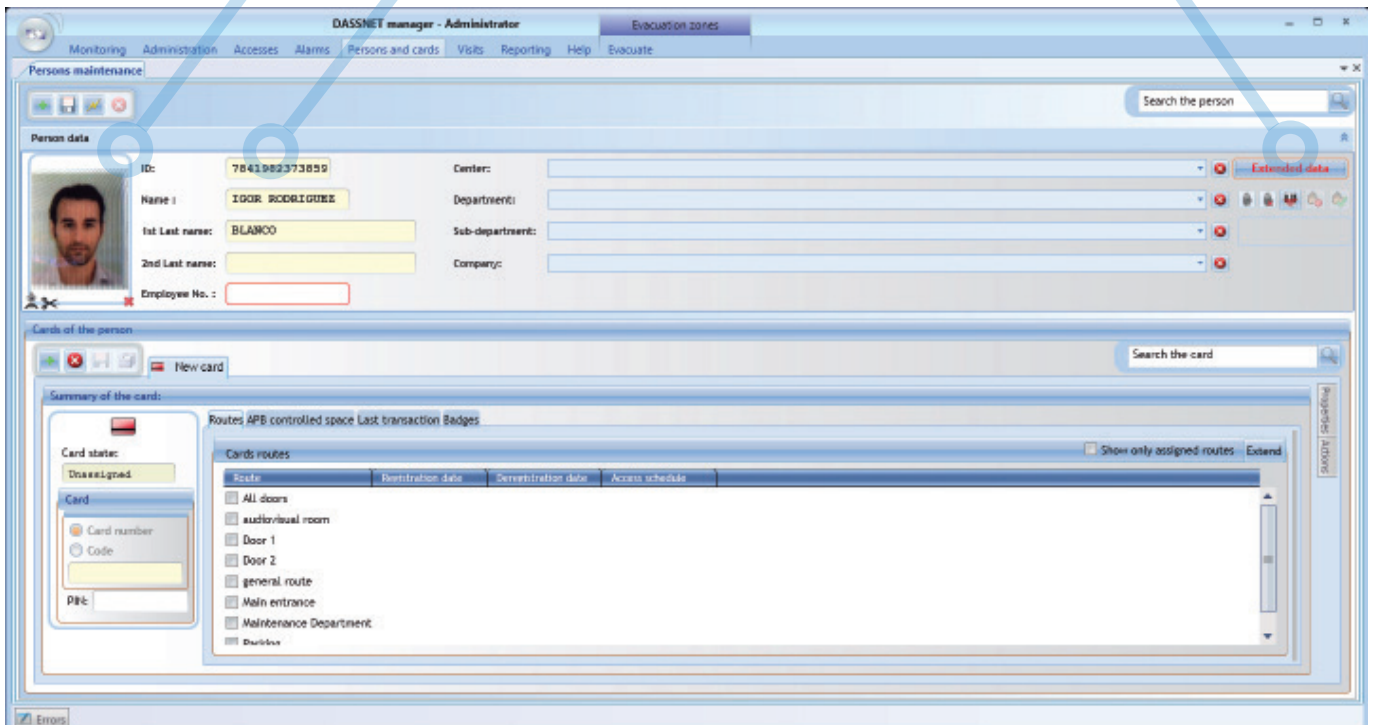 DASSNET manager - Administrator Evacuation zones
Monitoring Administration Accesses Alarms Persons and cards Visits Reporting Help Evacuate
Persons maintenance
Search the person
Person data
ID: 7841982373859 Center: Extended data
Name : IGOR RODRIGUEZ Department:
1st Last name: BLANCO Sub-department:
2nd Last name: Company:
Employee No. :
Cards of the person
New card Search the card
Summary of the card:
Properties
Actions
Routes APB controlled space Last transaction Badges
Card state: Cards routes Show only assigned routes Extend
Unassigned Route Registration date Deregistration date Access schedule
Card All doors
audiovisual room
Card number Door 1
Code Door 2
general route
PIN: Main entrance
Maintenance Department
Parking
Errors